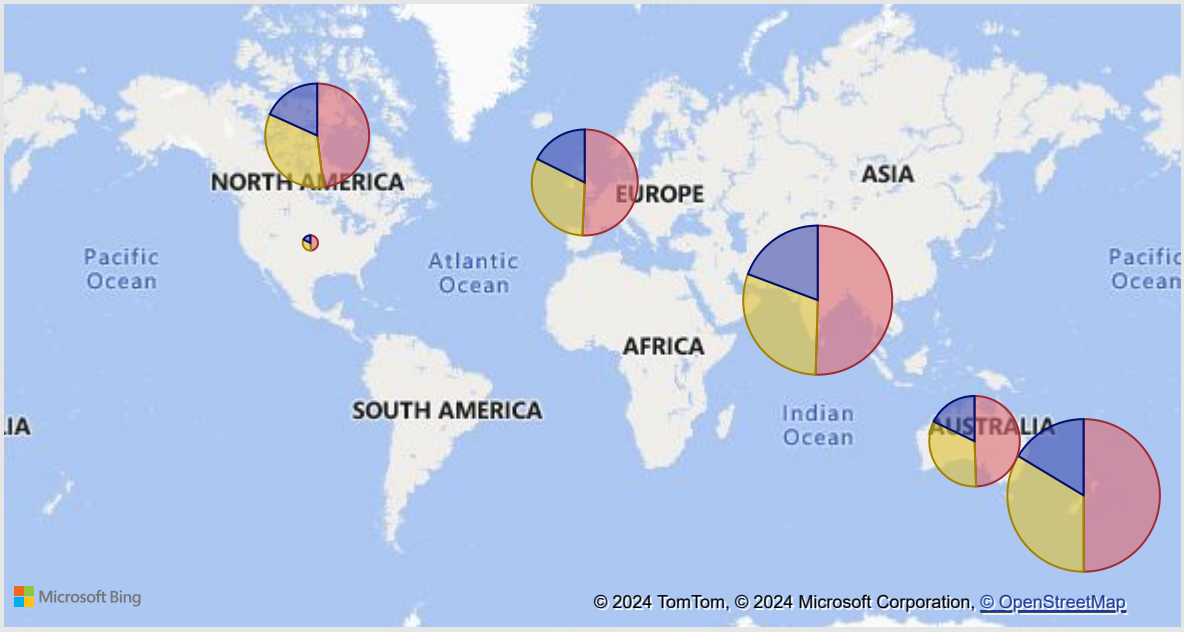 NORTH AMERICA
EUROPE
ASIA
Pacific
Ocean
Atlantic
Ocean
Pacific
Ocean
AFRICA
SOUTH AMERICA
Indian
Ocean
LIA
AUSTRALIA
Microsoft Bing
© 2024 TomTom, © 2024 Microsoft Corporation, © OpenStreetMap